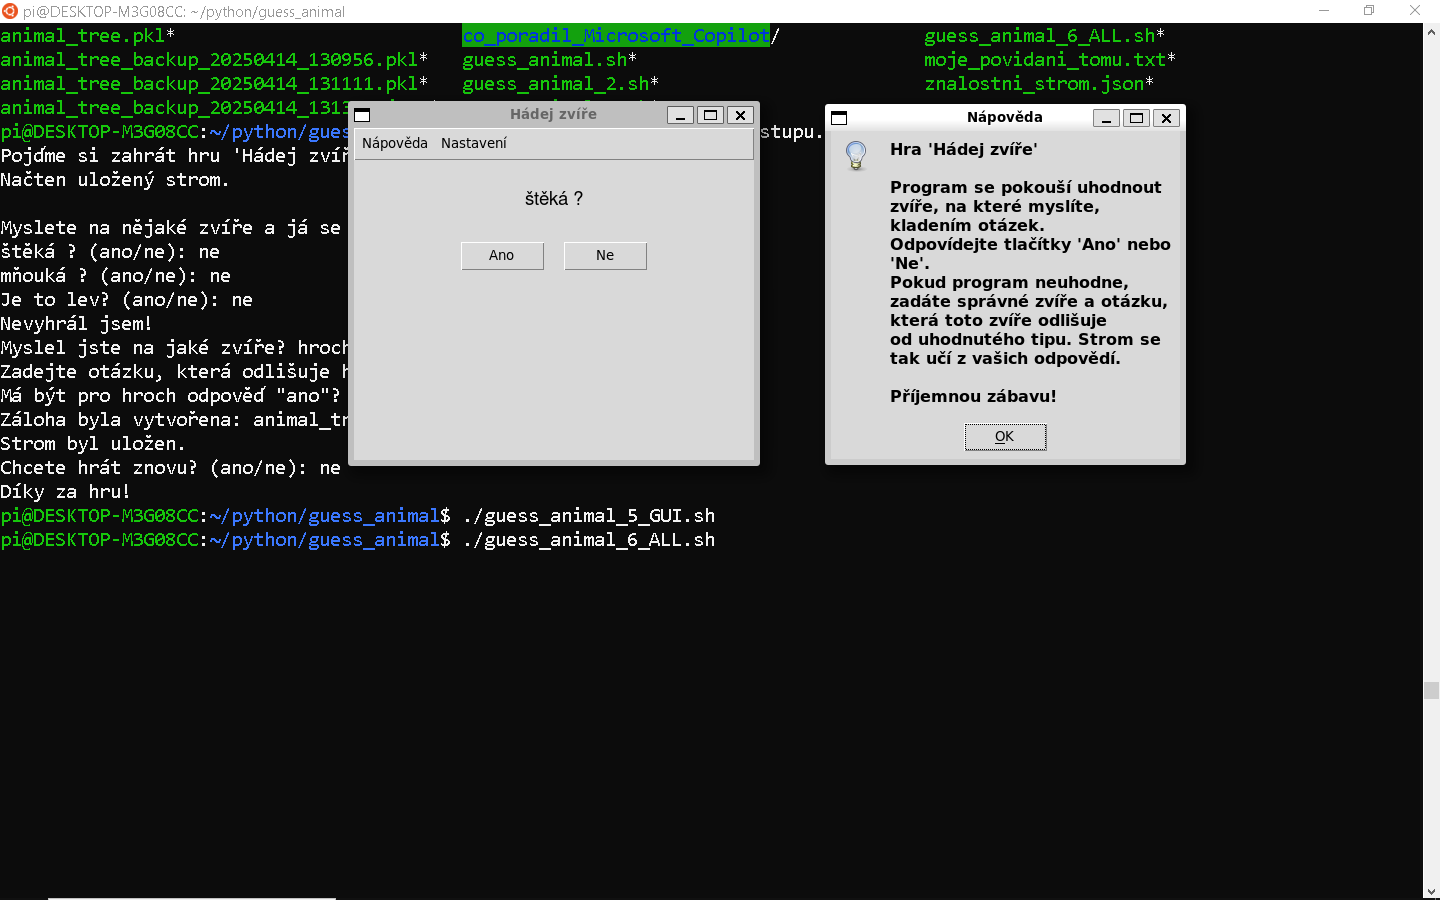 pi@DESKTOP-M3G08CC: ~/python/guess_animal
animal_tree.pkl* co_poradil_Microsoft_Copilot/ guess_animal_6_ALL.sh*
animal_tree_backup_20250414_130956.pkl* guess_animal.sh* moje_povidani_tomu.txt*
animal_tree_backup_20250414_131111.pkl* guess_animal_2.sh* znalostni_strom.json*
animal_tree_backup_20250414_131
pi@DESKTOP-M3G08CC:~/python/gues stupu.
Pojďme si zahrát hru 'Hádej zvíř
Načten uložený strom.
Myslete na nějaké zvíře a já se
štěká ? (ano/ne): ne
mňouká ? (ano/ne): ne
Je to lev? (ano/ne): ne
Nevyhrál jsem!
Myslel jste na jaké zvíře? hroch
Zadejte otázku, která odlišuje h
Má být pro hroch odpověď "ano"?
Záloha byla vytvořena: animal_tr
Strom byl uložen.
Chcete hrát znovu? (ano/ne): ne
Díky za hru!
pi@DESKTOP-M3G08CC:~/python/guess_animal$ ./guess_animal_5_GUI.sh
pi@DESKTOP-M3G08CC:~/python/guess_animal$ ./guess_animal_6_ALL.sh
Hádej zvíře
Nápověda Nastavení
štěká ?
Ano Ne
Nápověda
Hra 'Hádej zvíře'
Program se pokouší uhodnout
zvíře, na které myslíte,
kladením otázek.
Odpovídejte tlačítky 'Ano' nebo
'Ne'.
Pokud program neuhodne,
zadáte správné zvíře a otázku,
která toto zvíře odlišuje
od uhodnutého tipu. Strom se
tak učí z vašich odpovědí.
Příjemnou zábavu!
OK